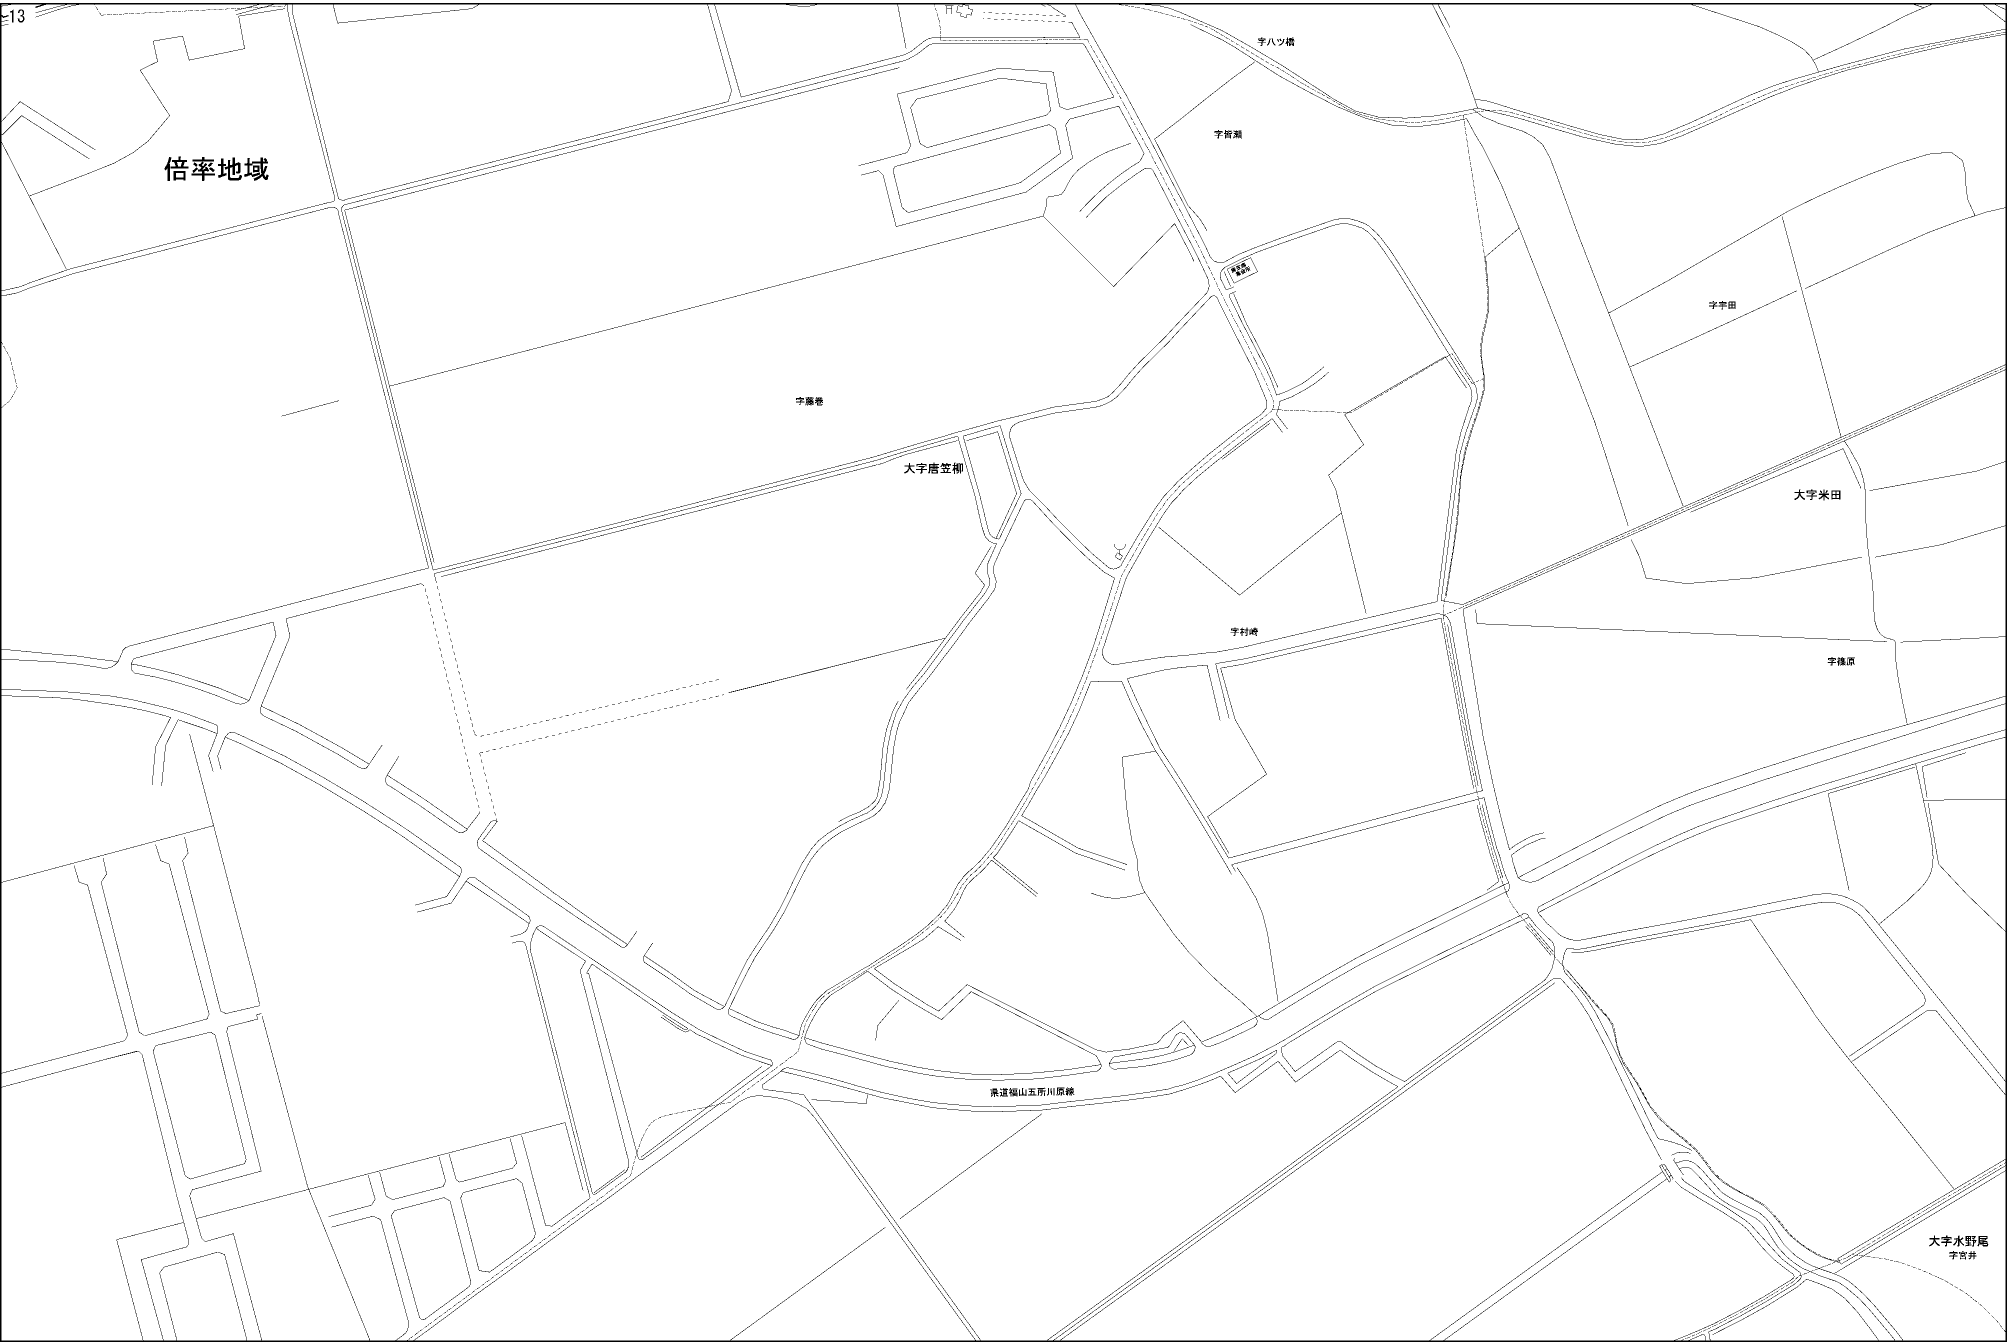 13
字八ツ橋
字皆瀬
倍率地域
字宇田
字藤巻
大字唐笠柳
大字米田
字村崎
字篠原
県道福山五所川原線
大字水野尾
字宮井